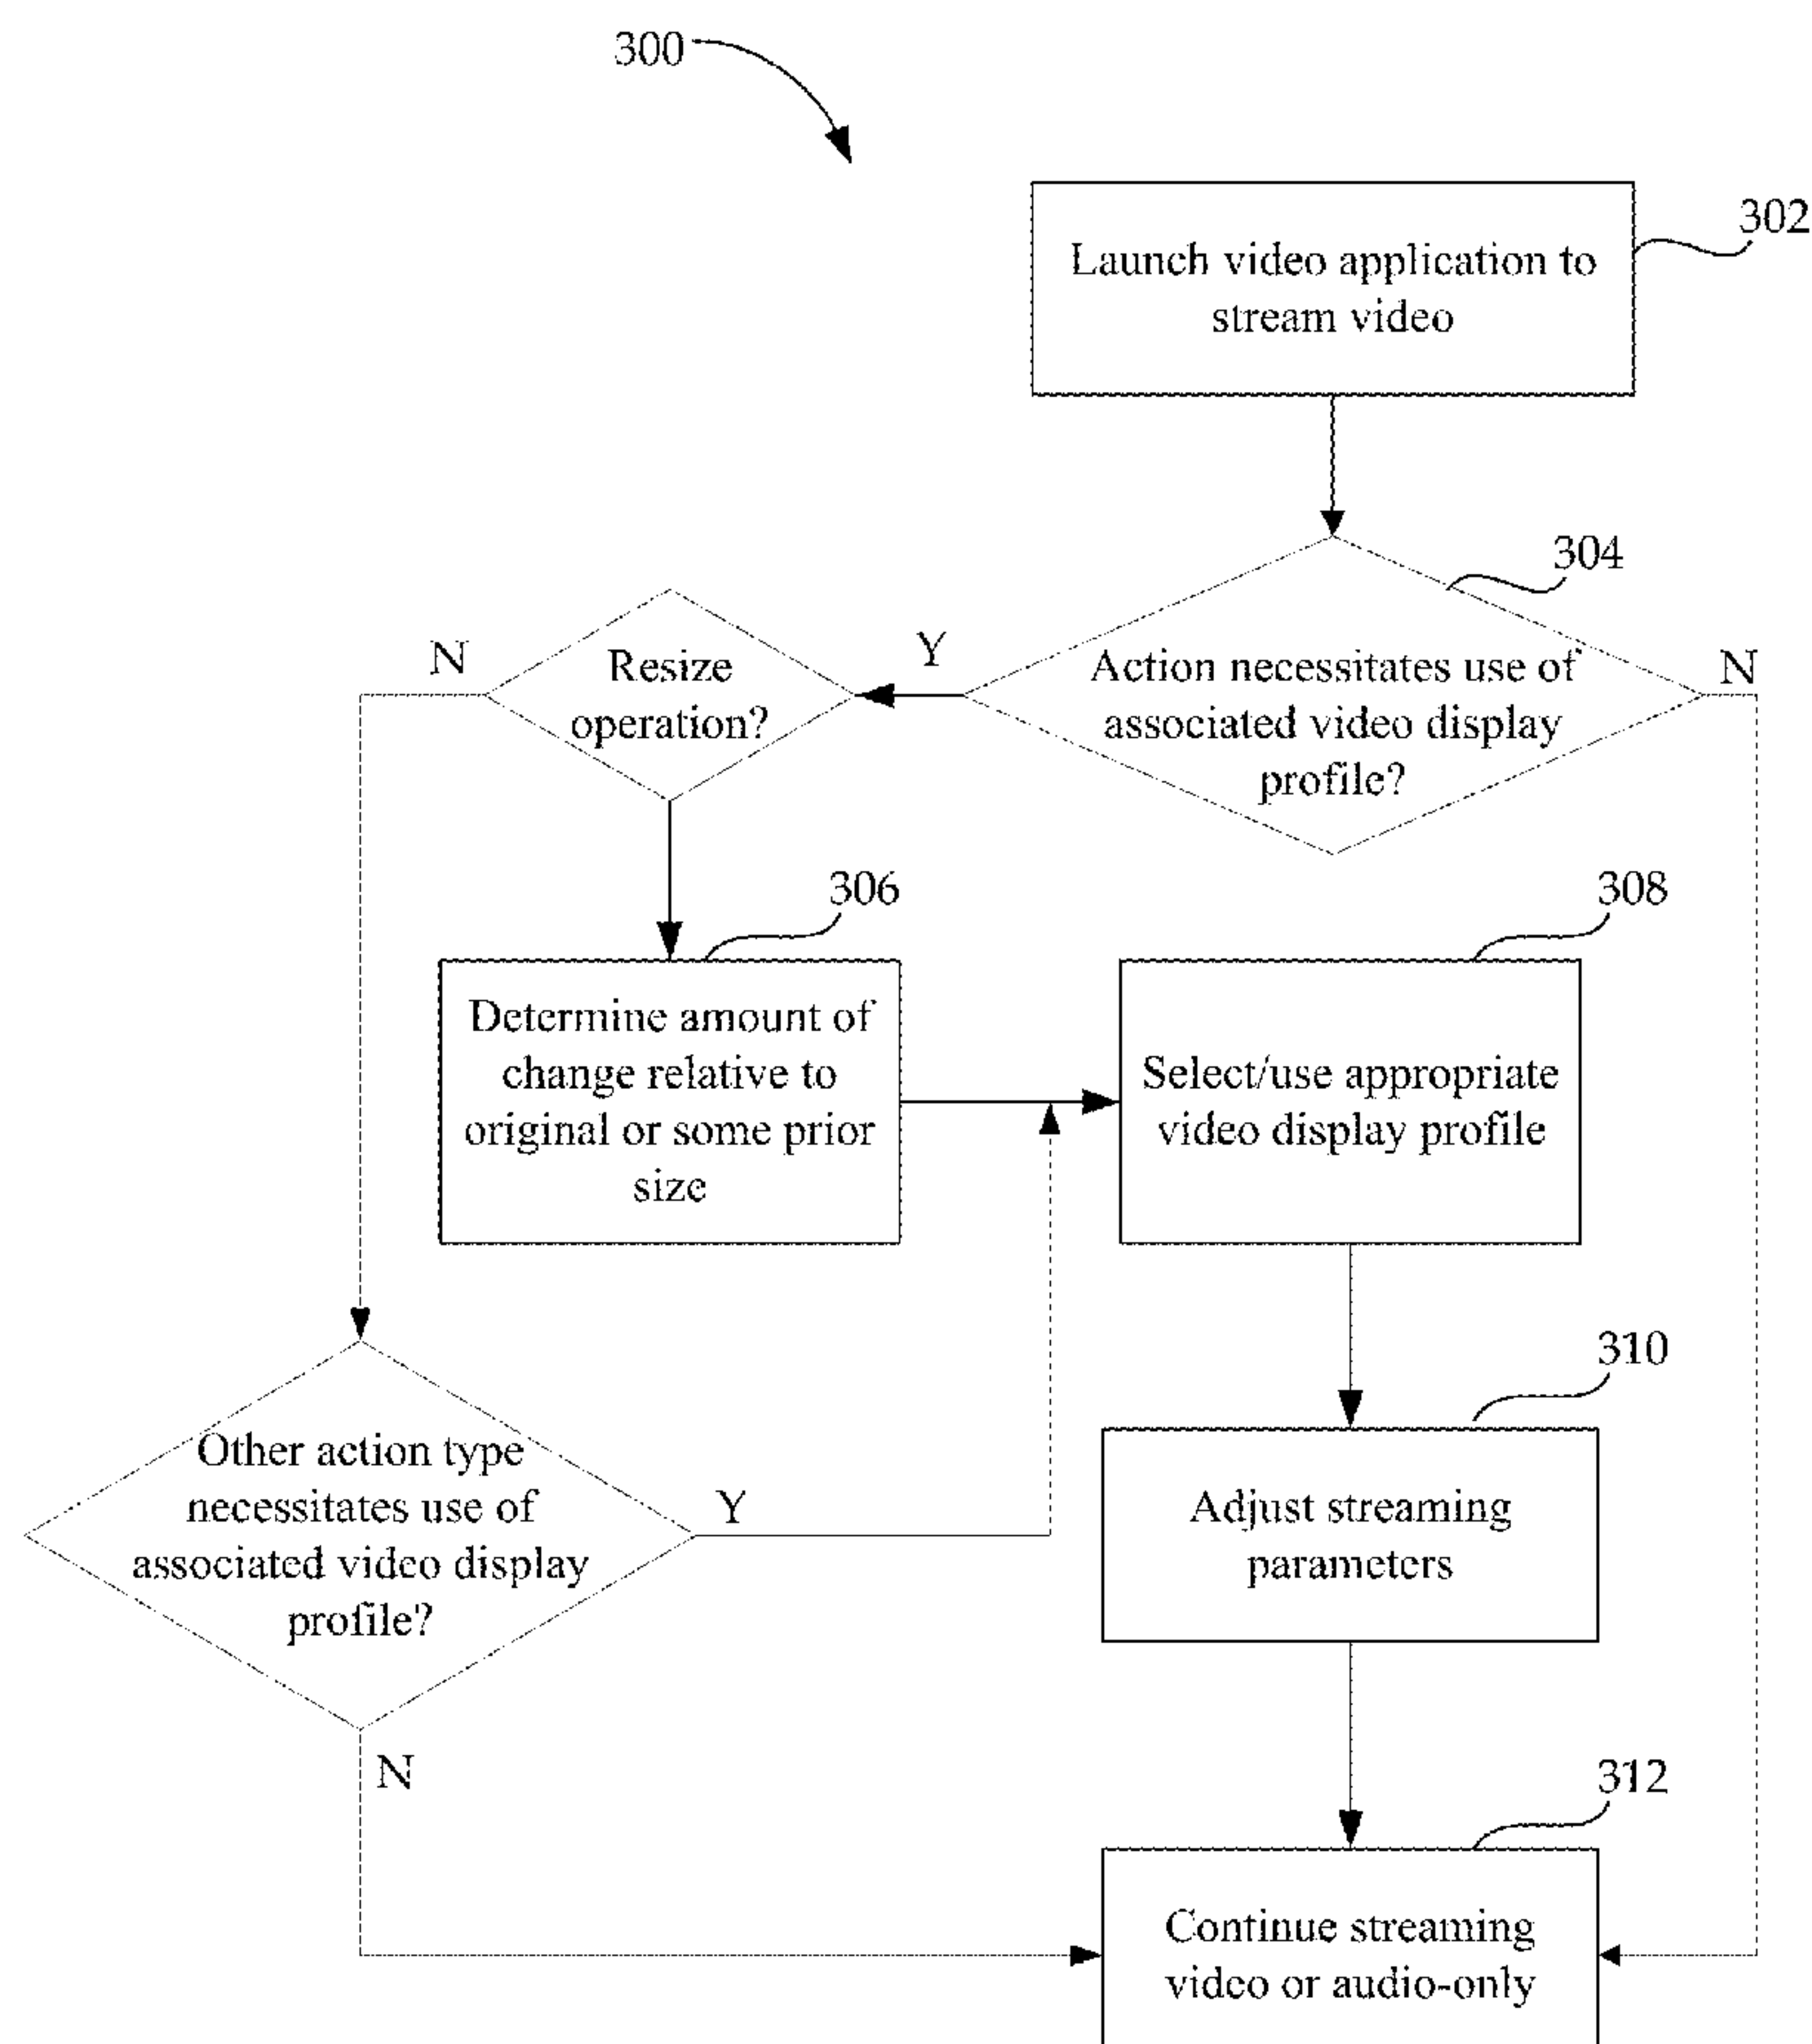 300
302
Launch video application to
stream video
304
N
Resize
operation?
Y
Action necessitates use of
associated video display
profile?
N
306
308
Determine amount of
change relative to
original or some prior
size
Select/use appropriate
video display profile
310
Other action type
necessitates use of
associated video display
profile?
Y
Adjust streaming
parameters
N
312
Continue streaming
video or audio-only